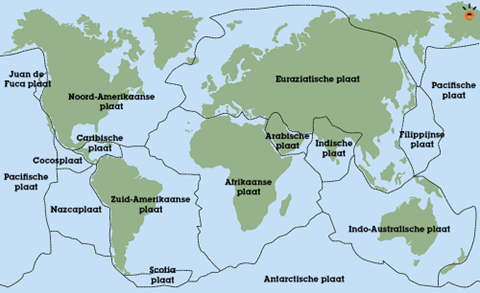 Juan de
Fuca plaat
Noord-Amerikaanse
plaat
Euraziatische plaat
Pacifische
plaat
Caribische
plaat
Arabische
plaat
Indische
plaat
Filippijnse
plaat
Cocosplaat
Pacifische
plaat
Nazcaplaat
Zuid-Amerikaanse
plaat
Afrikaanse
plaat
Indo-Australische plaat
Scotia
plaat
Antarctische plaat